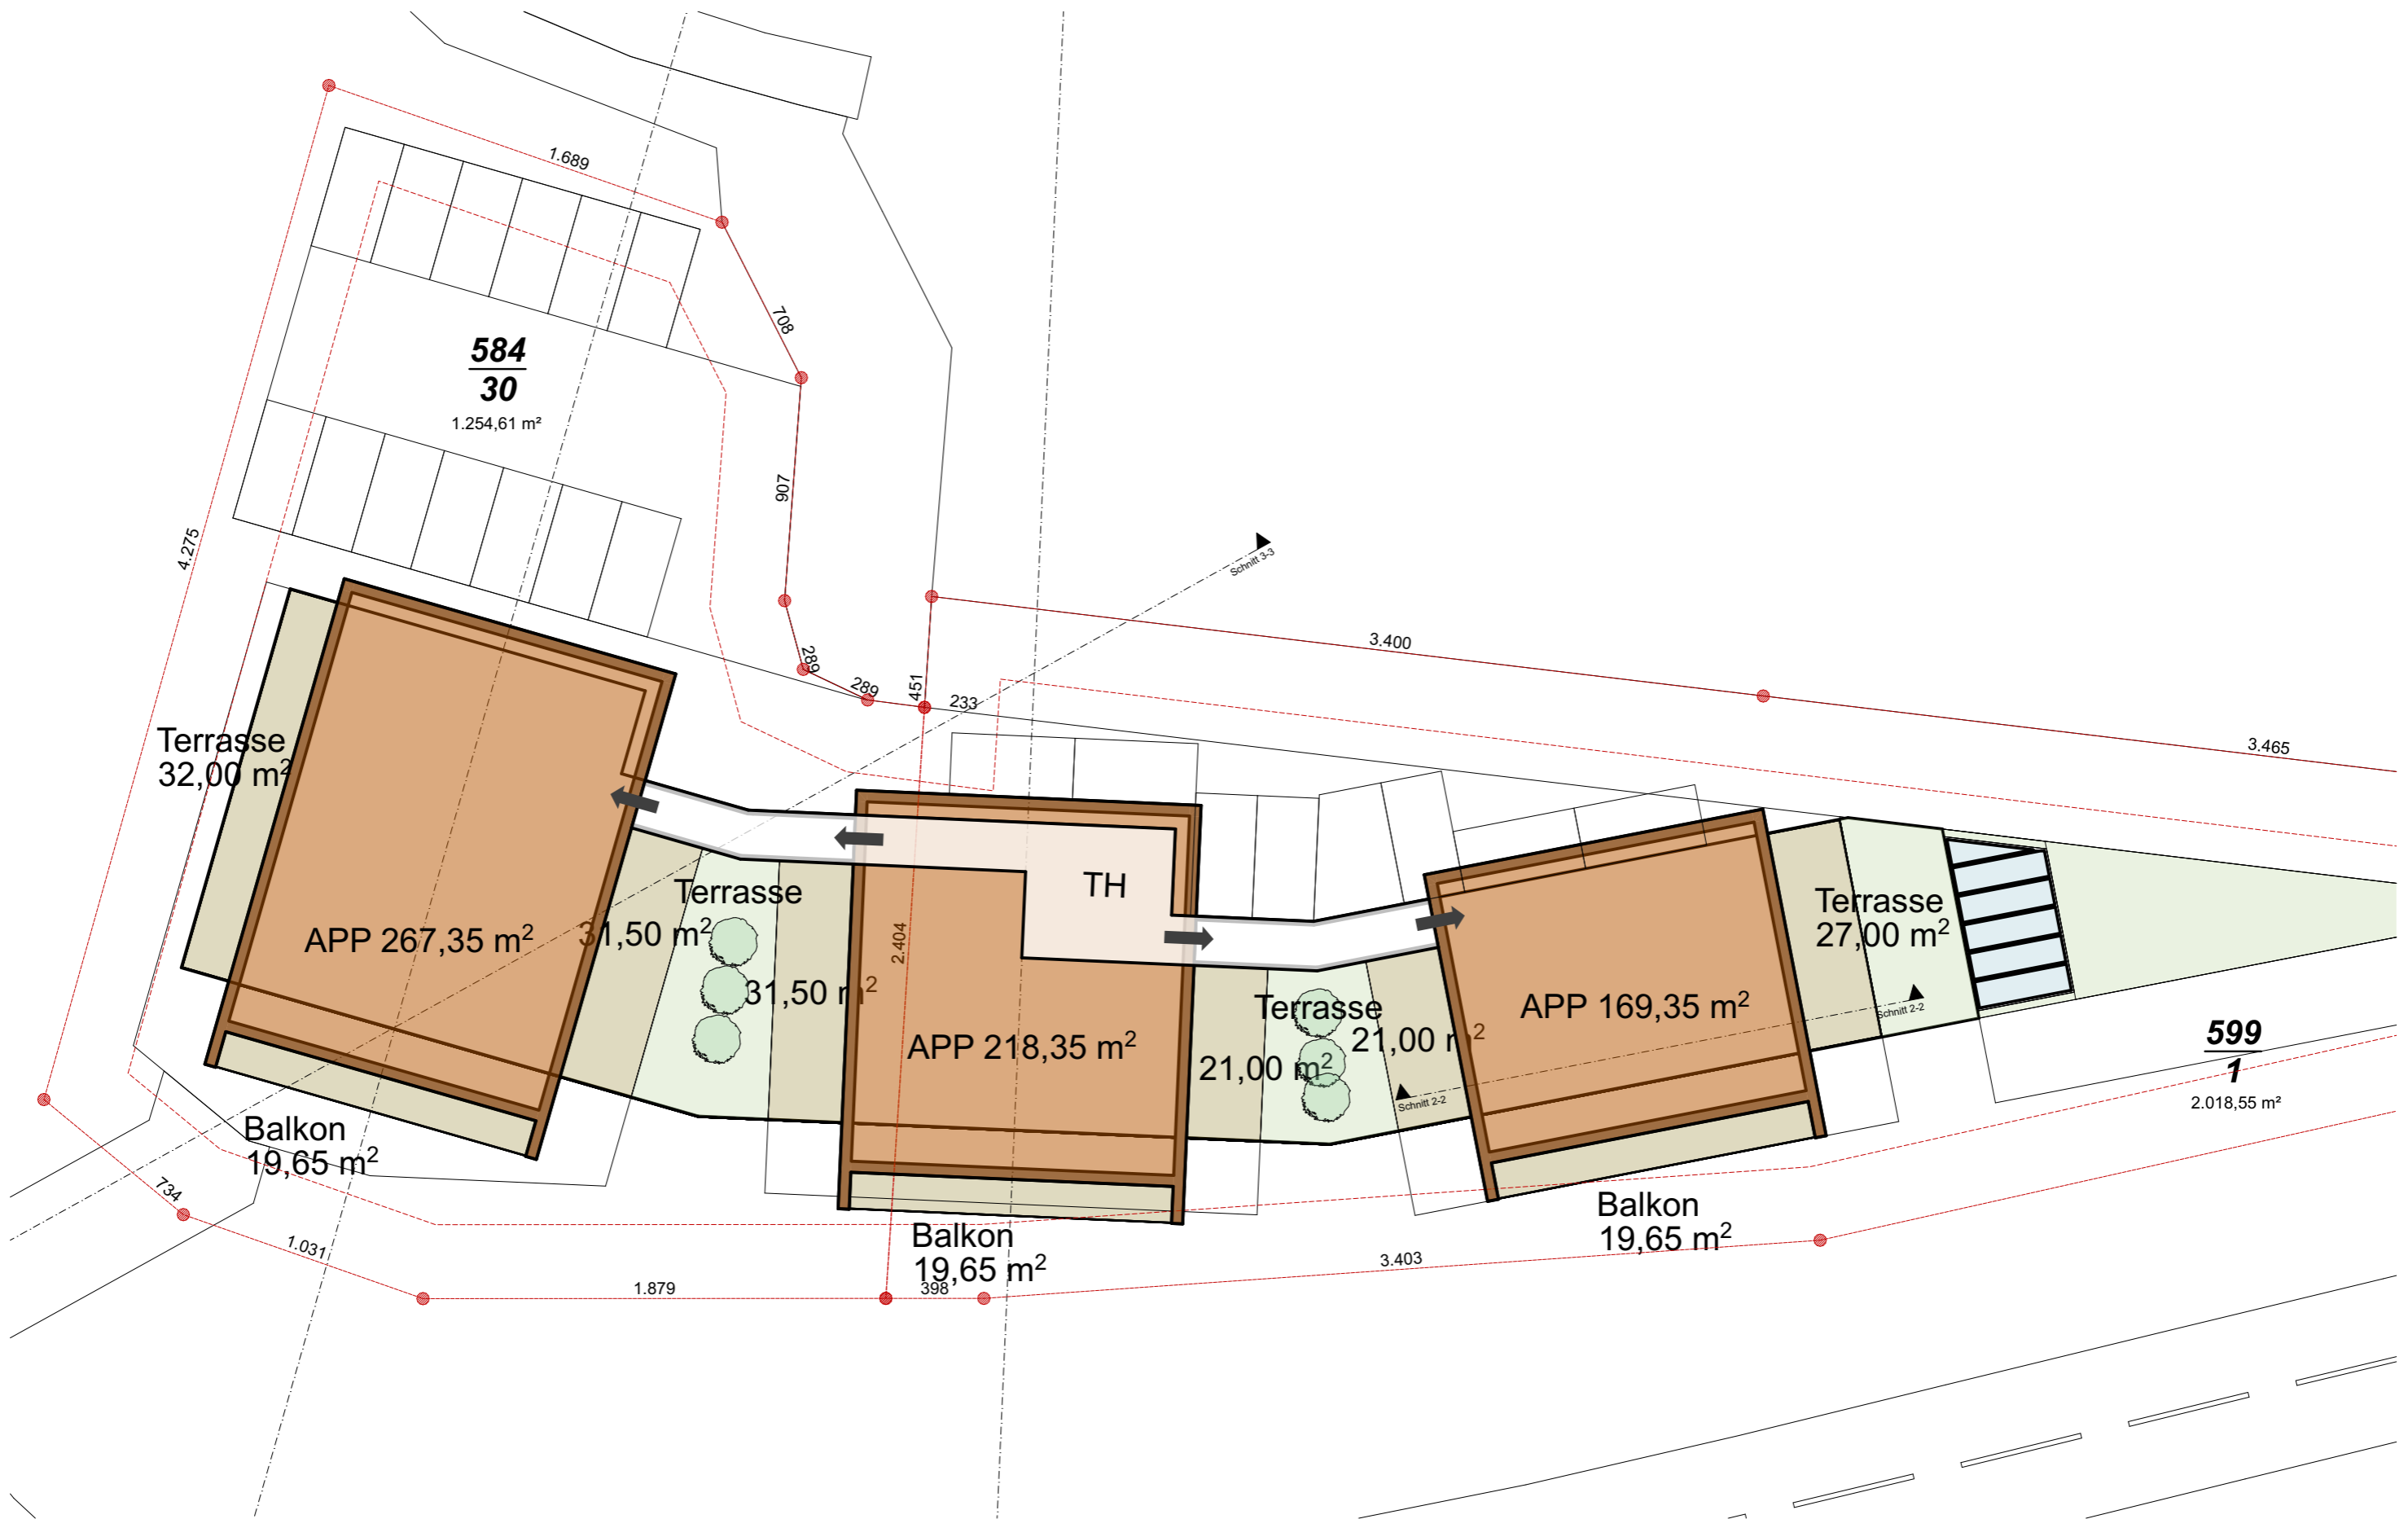 1.689
708
584
30
1.254,61 m²
907
4.275
Schnitt 3-3
289
289
451
233
3.400
3.465
Terrasse
32,00 m²
APP 267,35 m²
Terrasse
31,50 m²
31,50 m²
2.404
TH
APP 218,35 m²
Terrasse
21,00 m²
21,00 m²
APP 169,35 m²
Terrasse
27,00 m²
Schnitt 2-2
Schnitt 2-2
599
1
2.018,55 m²
Balkon
19,65 m²
Balkon
19,65 m²
Balkon
19,65 m²
734
1.031
1.879
398
3.403